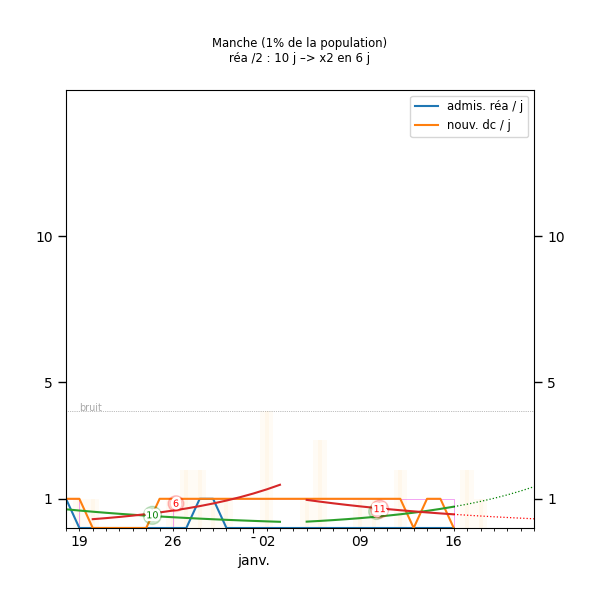 Manche (1% de la population)
réa /2 : 10 j –> x2 en 6 j
admis. réa / j
nouv. dc / j
10 10
5 5
bruit
1 1
6
10
11
19 26 - 02 09 16
janv.